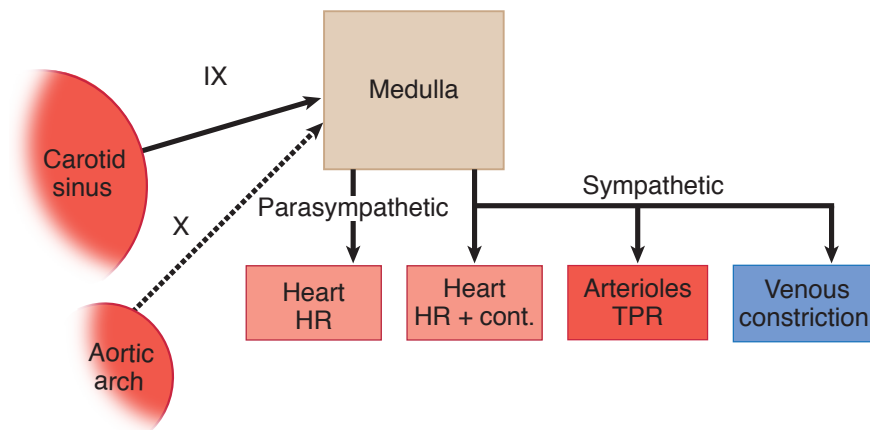 IX
Medulla
Carotid
sinus
X
Parasympathetic
Sympathetic
Heart
HR
Heart
HR + cont.
Arterioles
TPR
Venous
constriction
Aortic
arch